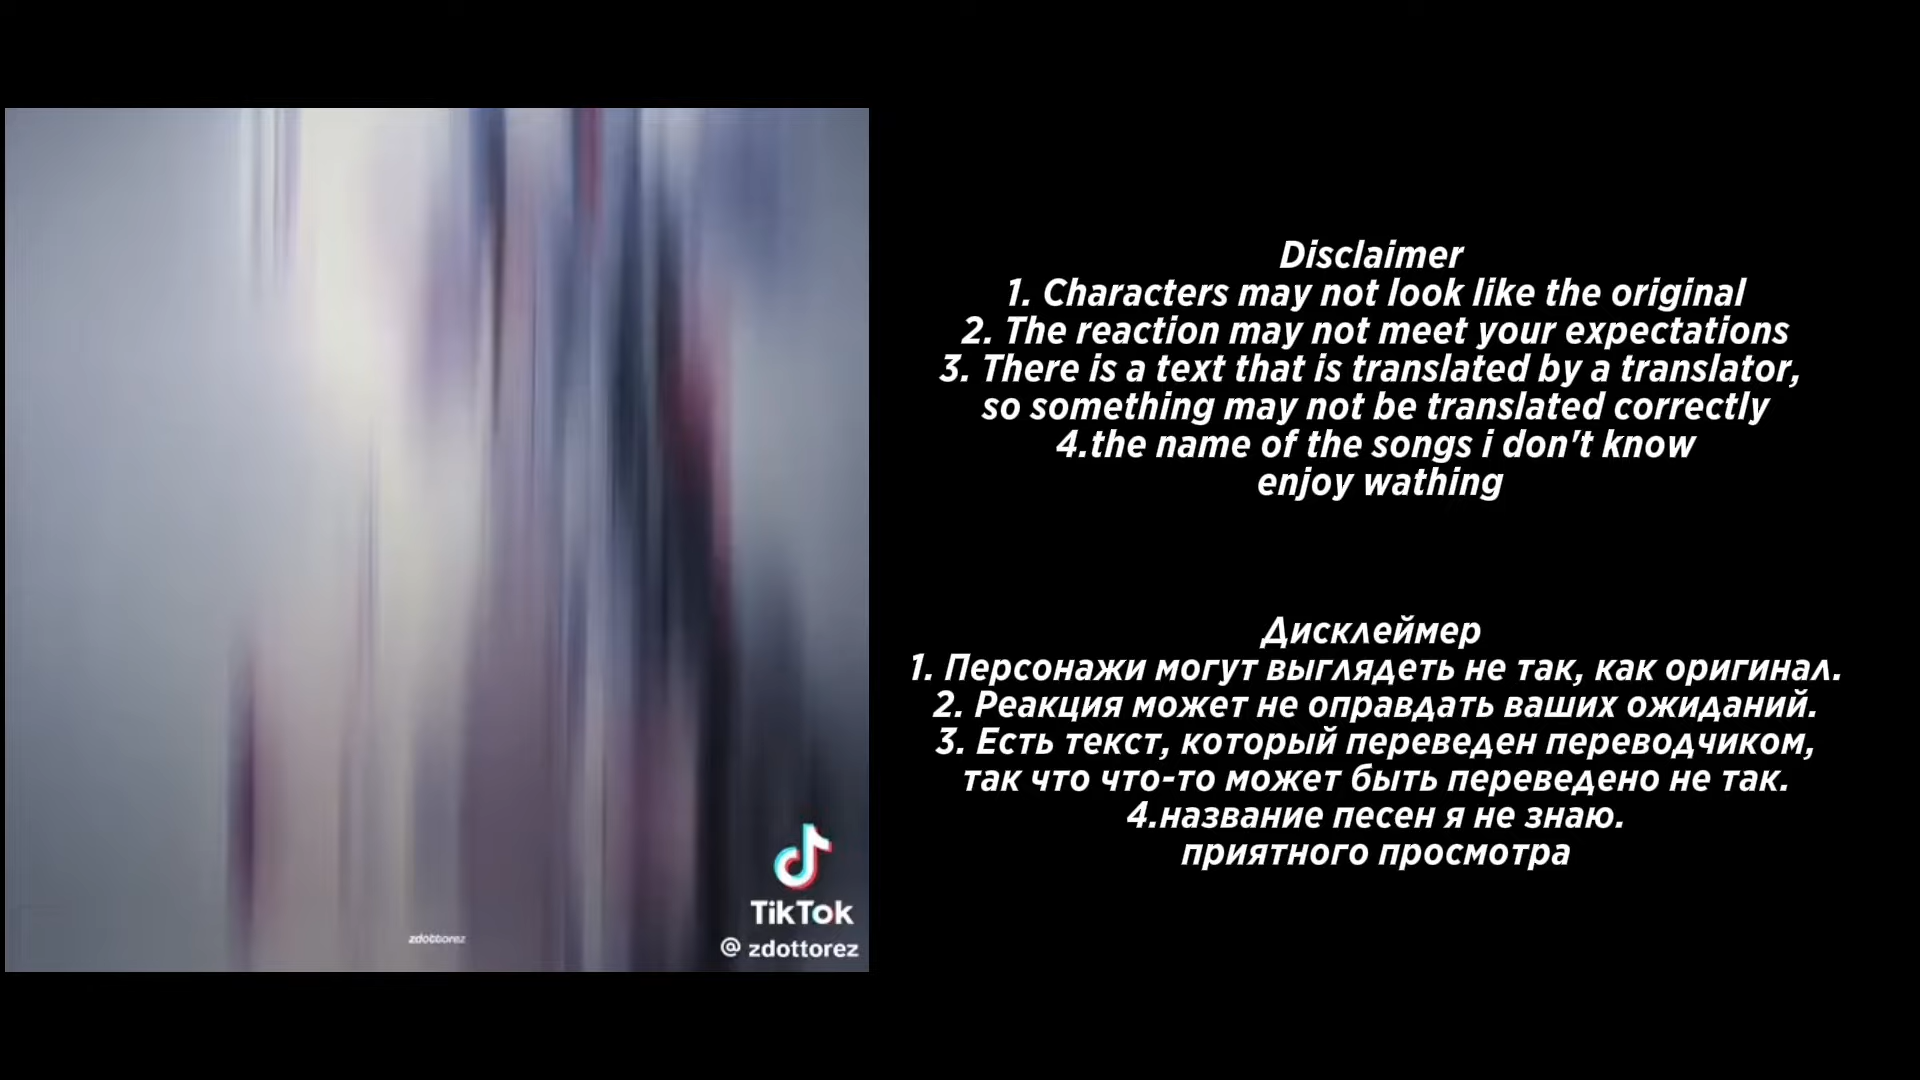 Disclaimer
1. Characters may not look like the original
2. The reaction may not meet your expectations
3. There is a text that is translated by a translator,
so something may not be translated correctly
4.the name of the songs i don't know
enjoy wathing
Дисклеймер
1. Персонажи могут выглядеть не так, как оригинал.
2. Реакция может не оправдать ваших ожиданий.
3. Есть текст, который переведен переводчиком,
так что что-то может быть переведено не так.
4.название песен я не знаю.
приятного просмотра
zdottorez
TikTok
@ zdottorez